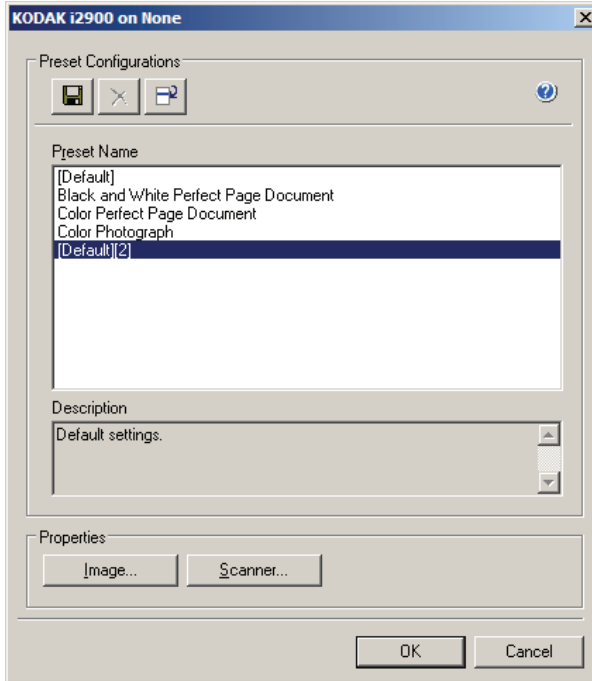 KODAK i2900 on None
Preset Configurations
Preset Name
[Default]
Black and White Perfect Page Document
Color Perfect Page Document
Color Photograph
[Default][2]
Description
Default settings.
Properties
Image... Scanner...
OK Cancel